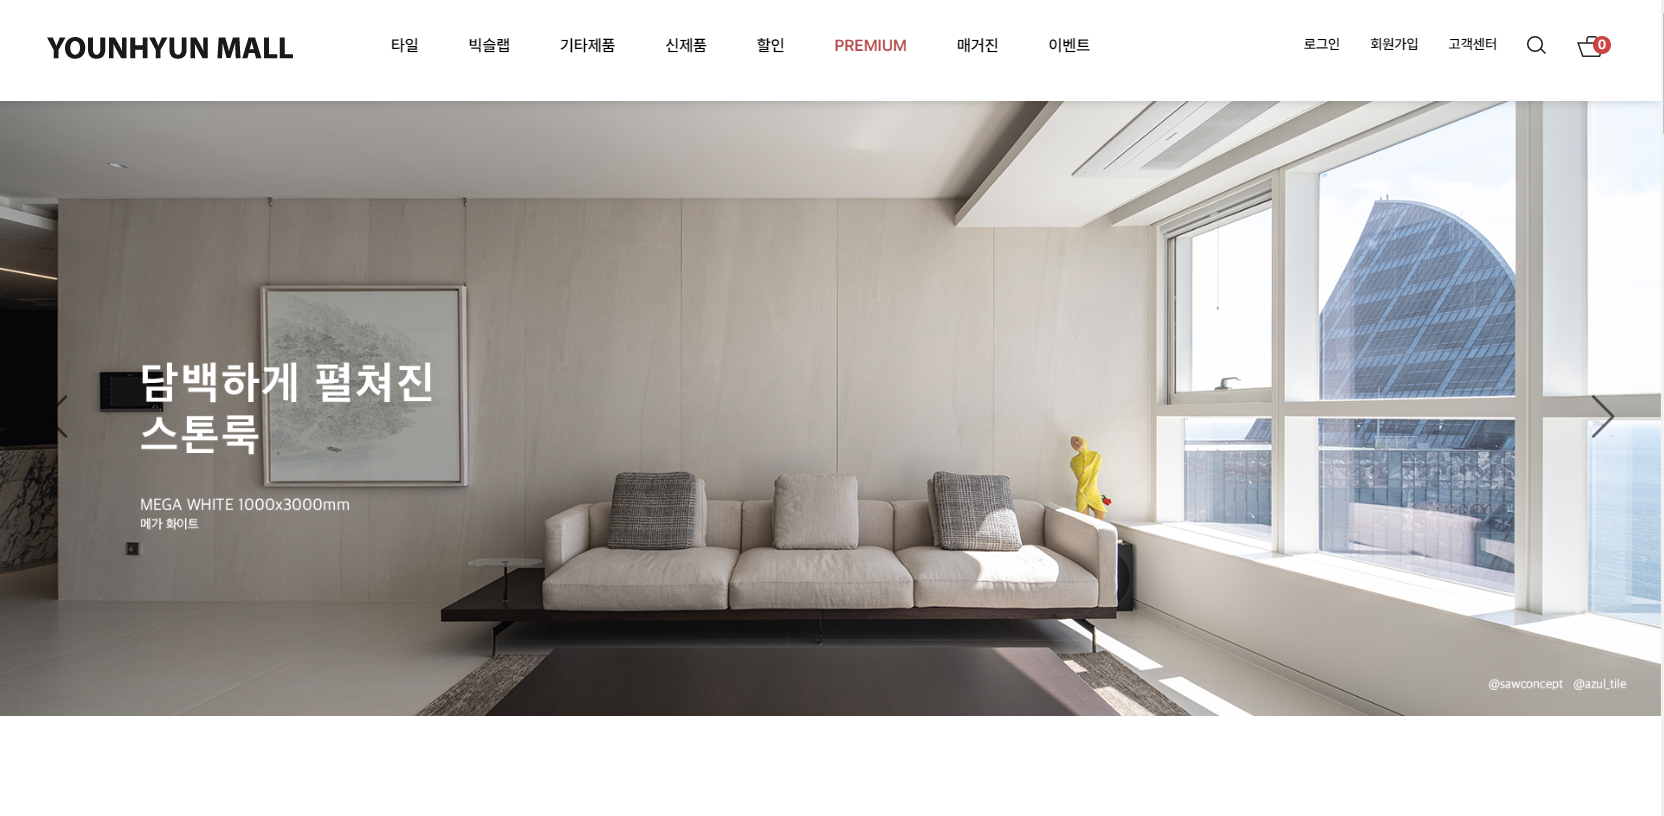 YOUNHYUN MALL
타일 빅슬랩 기타제품 신제품 할인 PREMIUM 매거진 이벤트
로그인 회원가입 고객센터 0
담백하게 펼쳐진
스톤룩
MEGA WHITE 1000x3000mm
메가 화이트
@sawconcept @azul_tile